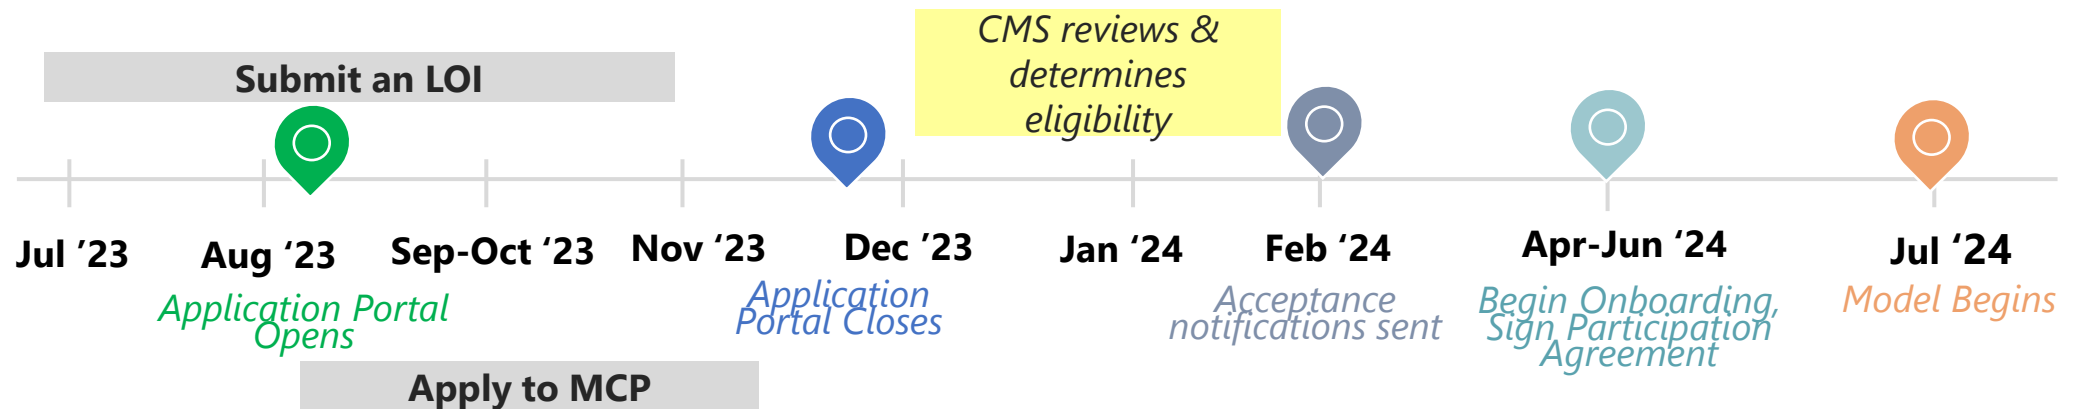 CMS reviews &
determines
eligibility
Submit an LOI
Jul ’23
Aug ‘23
Sep-Oct ‘23
Nov ‘23
Dec ’23
Jan ‘24
Feb ‘24
Apr-Jun ‘24
Jul ‘24
Application Portal
Opens
Application
Portal Closes
Acceptance
notifications sent
Begin Onboarding,
Sign Participation
Agreement
Model Begins
Apply to MCP